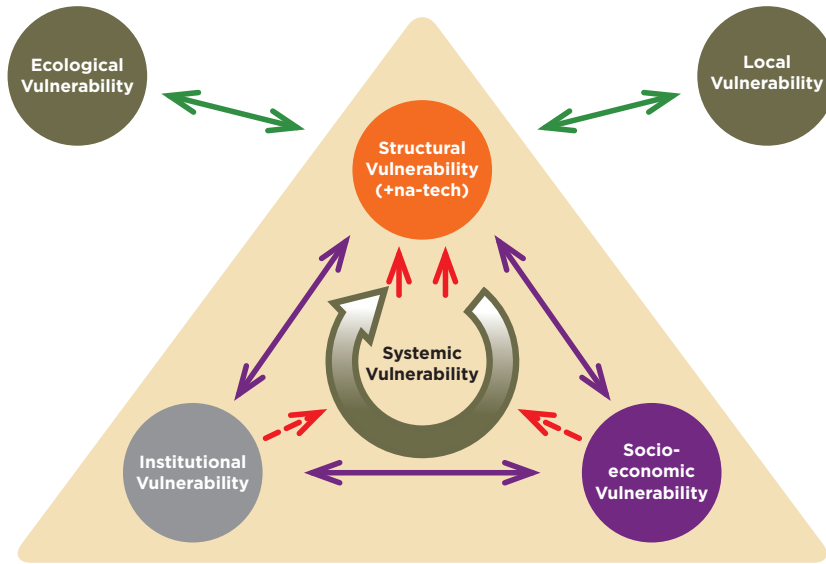 Ecological
Vulnerability
Local
Vulnerability
Structural
Vulnerability
(+na-tech)
Systemic
Vulnerability
Institutional
Vulnerability
Socio-
economic
Vulnerability